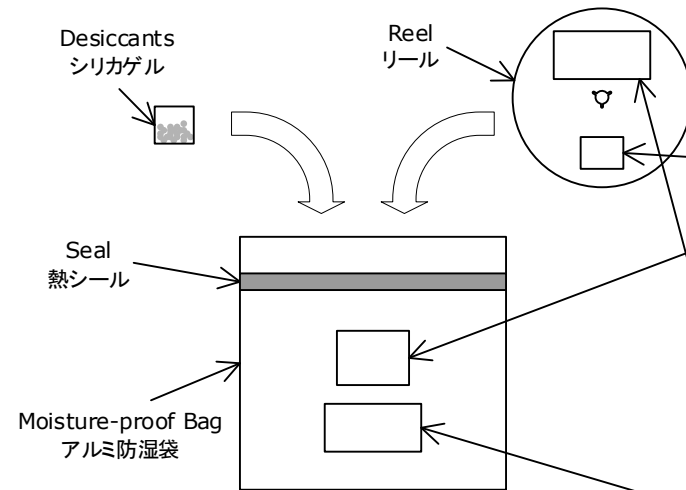 Desiccants
シリカゲル
Reel
リール
Seal
熱シール
Moisture-proof Bag
アルミ防湿袋